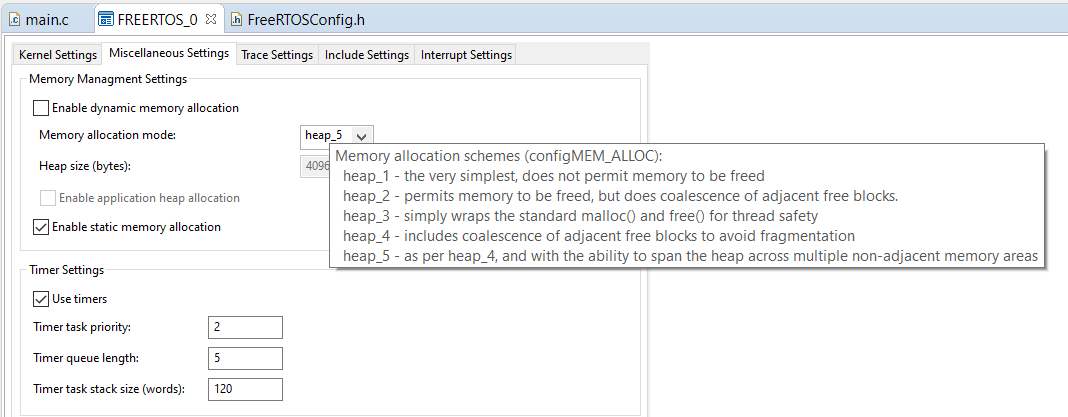 main.c FREERTOS_0 FreeRTOSConfig.h
Kernel Settings Miscellaneous Settings Trace Settings Include Settings Interrupt Settings
Memory Managment Settings
Enable dynamic memory allocation
Memory allocation mode: heap_5
Heap size (bytes): 4096
Memory allocation schemes (configMEM_ALLOC):
heap_1 - the very simplest, does not permit memory to be freed
heap_2 - permits memory to be freed, but does coalescence of adjacent free blocks.
heap_3 - simply wraps the standard malloc() and free() for thread safety
heap_4 - includes coalescence of adjacent free blocks to avoid fragmentation
heap_5 - as per heap_4, and with the ability to span the heap across multiple non-adjacent memory areas
Enable application heap allocation
Enable static memory allocation
Timer Settings
Use timers
Timer task priority: 2
Timer queue length: 5
Timer task stack size (words): 120